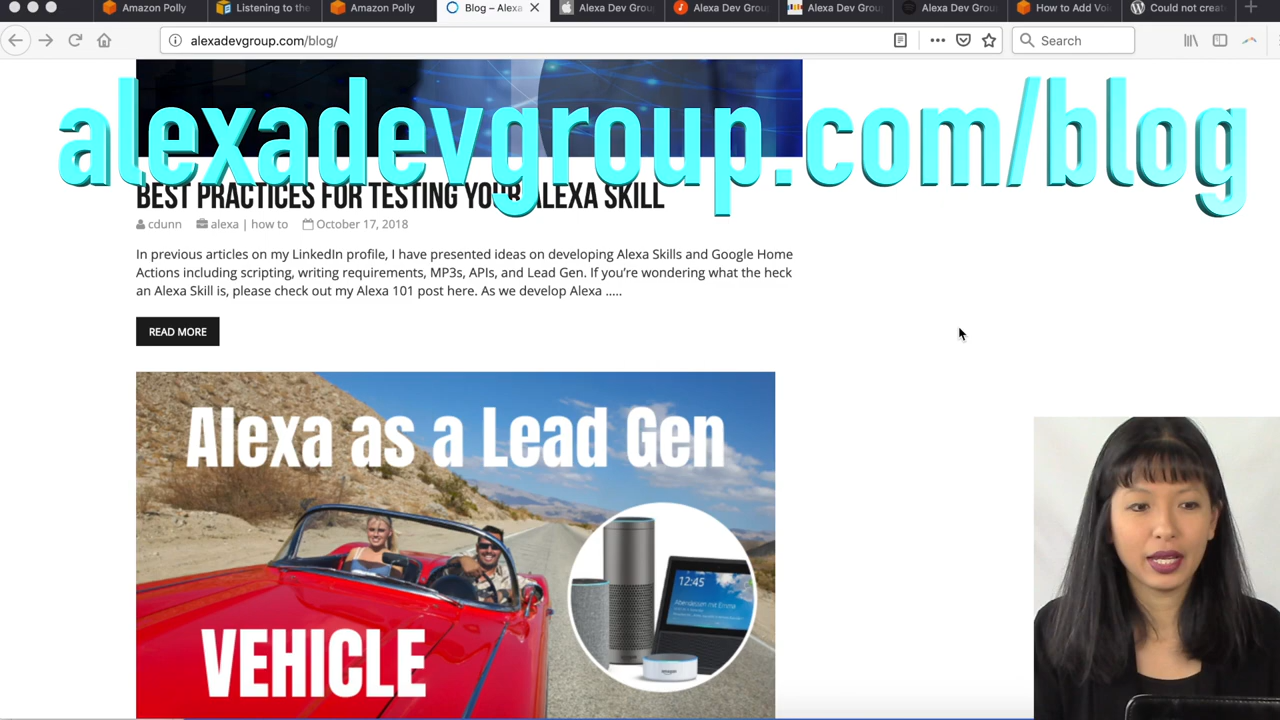 Amazon Polly
Listening to the
Amazon Polly
Blog – Alexa
Alexa Dev Grou
Alexa Dev Grou
Alexa Dev Grou
Alexa Dev Grou
How to Add Voi
Could not creat
alexadevgroup.com/blog/
Search
alexadevgroup.com/blog
BEST PRACTICES FOR TESTING YOUR ALEXA SKILL
cdunn alexa | how to October 17, 2018
In previous articles on my LinkedIn profile, I have presented ideas on developing Alexa Skills and Google Home
Actions including scripting, writing requirements, MP3s, APIs, and Lead Gen. If you’re wondering what the heck
an Alexa Skill is, please check out my Alexa 101 post here. As we develop Alexa .....
READ MORE
Alexa as a Lead Gen
12:45
VEHICLE